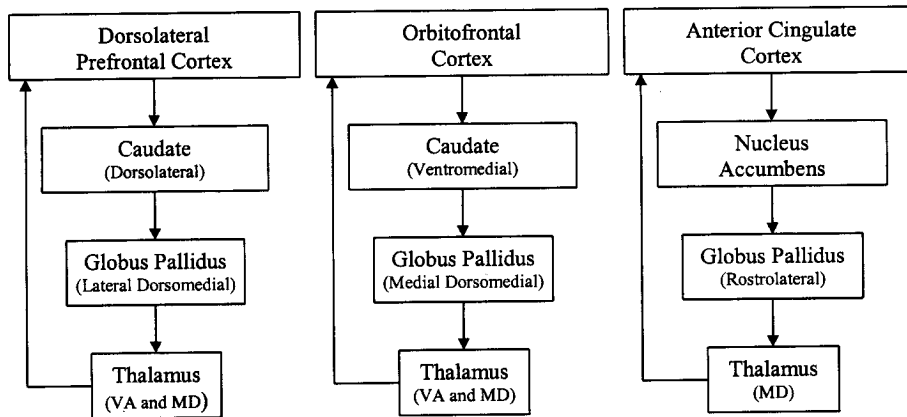 Dorsolateral
Prefrontal Cortex
Caudate
(Dorsolateral)
Globus Pallidus
(Lateral Dorsomedial)
Thalamus
(VA and MD)
Orbitofrontal
Cortex
Caudate
(Ventromedial)
Globus Pallidus
(Medial Dorsomedial)
Thalamus
(VA and MD)
Anterior Cingulate
Cortex
Nucleus
Accumbens
Globus Pallidus
(Rostrolateral)
Thalamus
(MD)